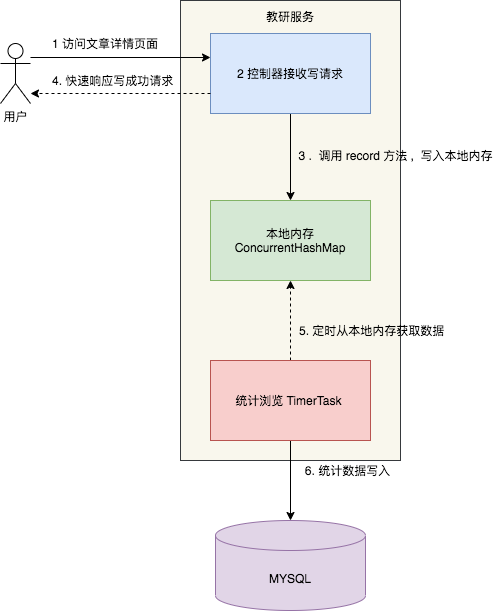 教研服务
1 访问文章详情页面
2 控制器接收写请求
4. 快速响应写成功请求
用户
3 . 调用 record 方法 , 写入本地内存
本地内存
ConcurrentHashMap
5. 定时从本地内存获取数据
统计浏览 TimerTask
6. 统计数据写入
MYSQL